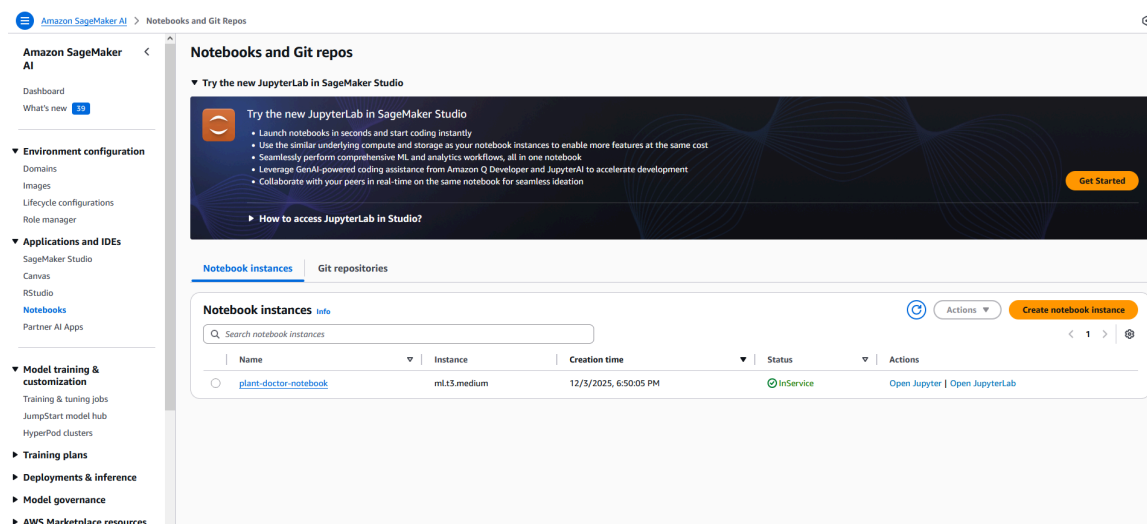 Amazon SageMaker AI > Notebooks and Git Repos
Amazon SageMaker AI
Dashboard
What's new 39
Environment configuration
Domains
Images
Lifecycle configurations
Role manager
Applications and IDEs
SageMaker Studio
Canvas
RStudio
Notebooks
Partner AI Apps
Model training &
customization
Training & tuning jobs
JumpStart model hub
HyperPod clusters
Training plans
Deployments & inference
Model governance
AWS Marketplace resources
Notebooks and Git repos
Try the new JupyterLab in SageMaker Studio
Try the new JupyterLab in SageMaker Studio
• Launch notebooks in seconds and start coding instantly
• Use the similar underlying compute and storage as your notebook instances to enable more features at the same cost
• Seamlessly perform comprehensive ML and analytics workflows, all in one notebook
• Leverage GenAI-powered coding assistance from Amazon Q Developer and JupyterAI to accelerate development
• Collaborate with your peers in real-time on the same notebook for seamless ideation
Get Started
How to access JupyterLab in Studio?
Notebook instances Git repositories
Notebook instances Info
Actions Create notebook instance
Search notebook instances
1
Name Instance Creation time Status Actions
plant-doctor-notebook ml.t3.medium 12/3/2025, 6:50:05 PM InService Open Jupyter | Open JupyterLab